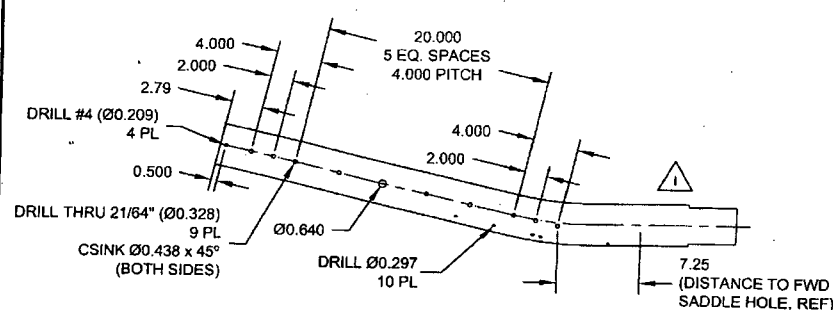 20.000
5 EQ. SPACES
4.000 PITCH
4.000
2.000
2.79
DRILL #4 (Ø0.209)
4 PL
0.500
4.000
2.000
1
DRILL THRU 21/64" (Ø0.328)
9 PL
CSINK Ø0.438 x 45°
(BOTH SIDES)
Ø0.640
DRILL Ø0.297
10 PL
7.25
(DISTANCE TO FWD
SADDLE HOLE, REF)